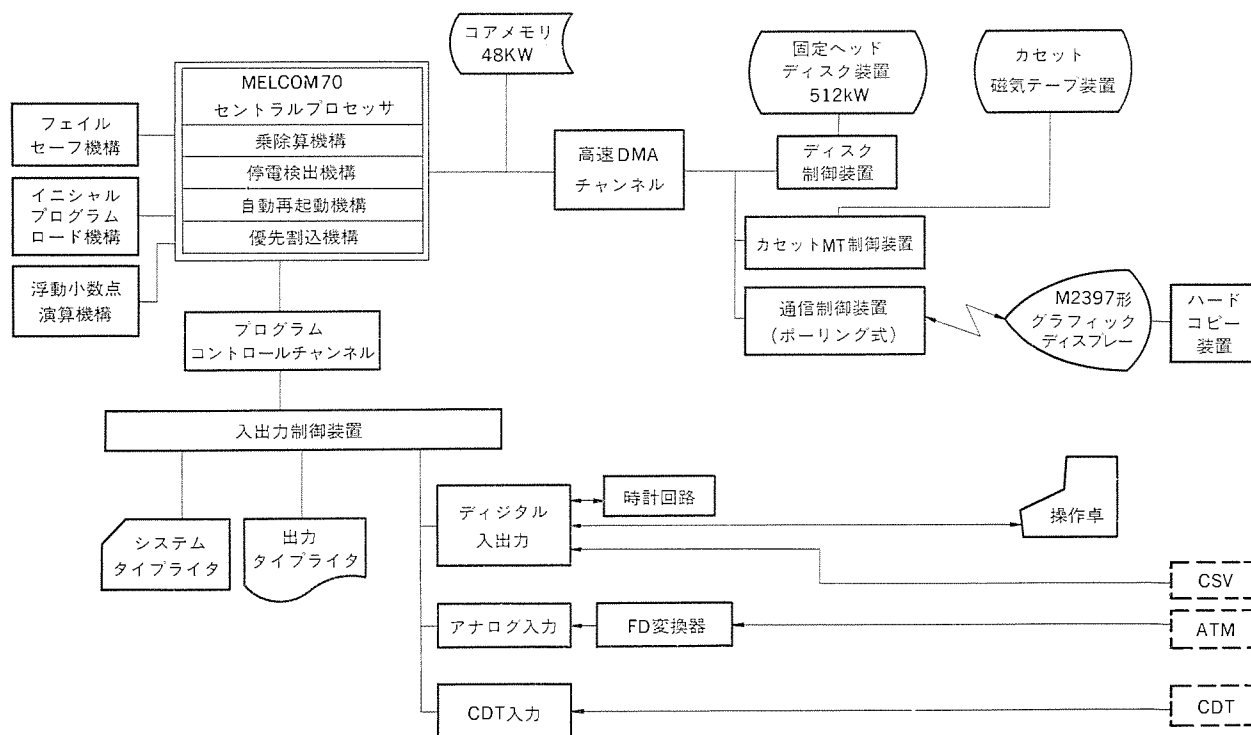 コアメモリ
48KW
固定ヘッド
ディスク装置
512kW
カセット
磁気テープ装置
MELCOM70
セントラルプロセッサ
乗除算機構
停電検出機構
自動再起動機構
優先割込機構
フェイル
セーフ機構
イニシャル
プログラム
ロード機構
浮動小数点
演算機構
高速DMA
チャンネル
ディスク
制御装置
カセットMT制御装置
通信制御装置
(ポーリング式)
M2397形
グラフィック
ディスプレー
ハード
コピー
装置
プログラム
コントロールチャンネル
入出力制御装置
システム
タイプライタ
出力
タイプライタ
ディジタル
入出力
時計回路
操作卓
CSV
アナログ入力
FD変換器
ATM
CDT入力
CDT